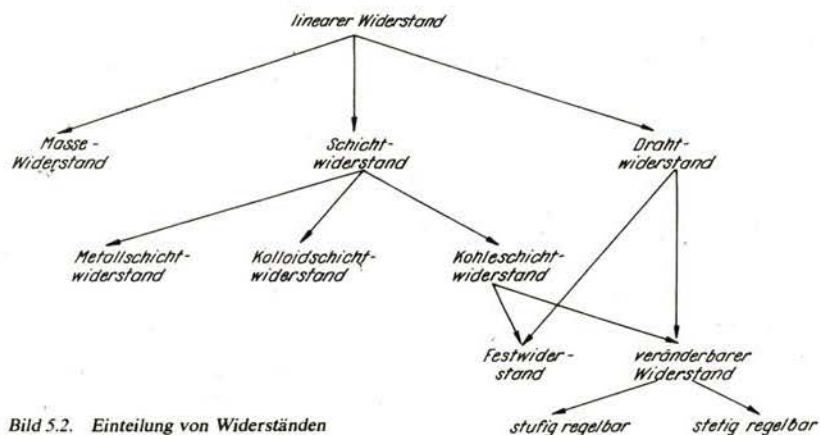 linearer Widerstand
Masse-
Widerstand
Schicht-
widerstand
Draht-
widerstand
Metallschicht-
widerstand
Kolloidschicht-
widerstand
Kohleschicht-
widerstand
Festwider-
stand
veränderbarer
Widerstand
stufig regelbar
stetig regelbar
Bild 5.2. Einteilung von Widerständen